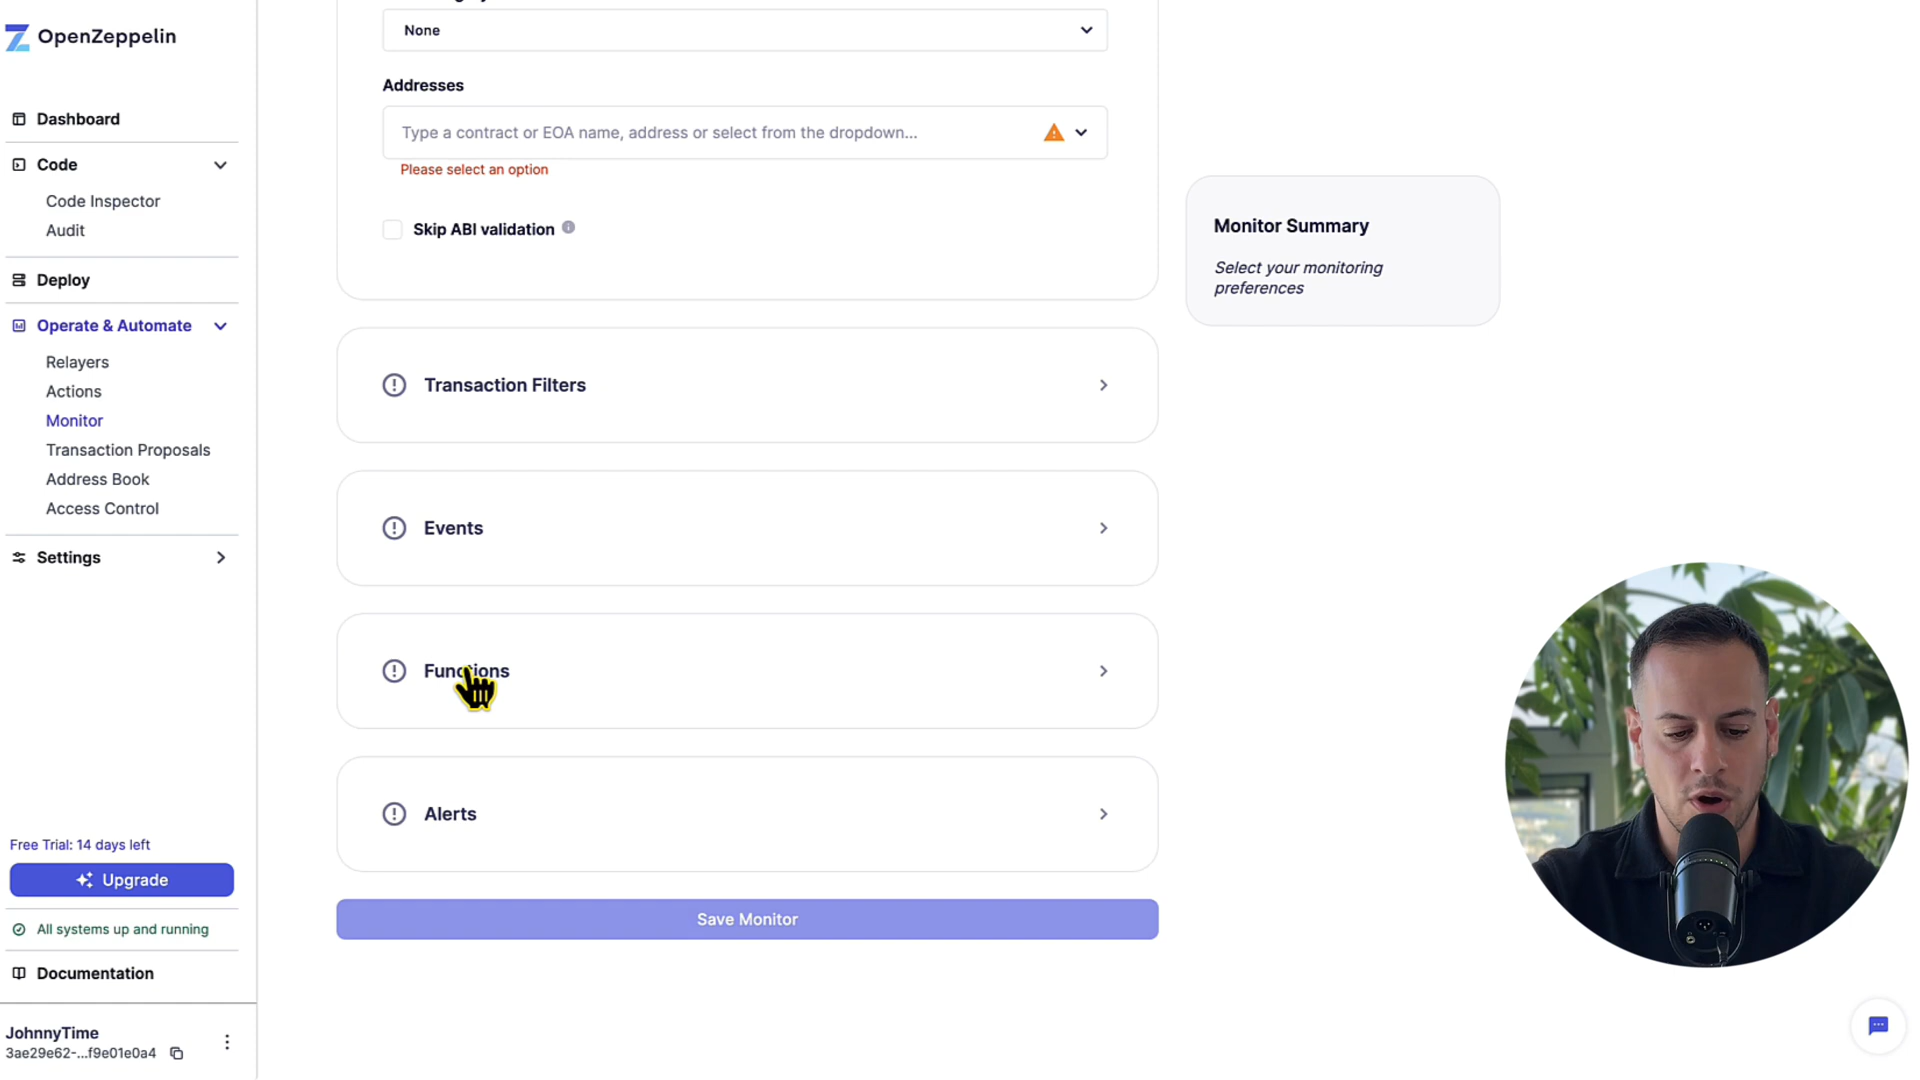 OpenZeppelin
Dashboard
Code
Code Inspector
Audit
Deploy
Operate & Automate
Relayers
Actions
Monitor
Transaction Proposals
Address Book
Access Control
Settings
Free Trial: 14 days left
Upgrade
All systems up and running
Documentation
JohnnyTime
3ae29e62-...f9e01e0a4
None
Addresses
Type a contract or EOA name, address or select from the dropdown...
Please select an option
Skip ABI validation
Transaction Filters
Events
Functions
Alerts
Save Monitor
Monitor Summary
Select your monitoring
preferences